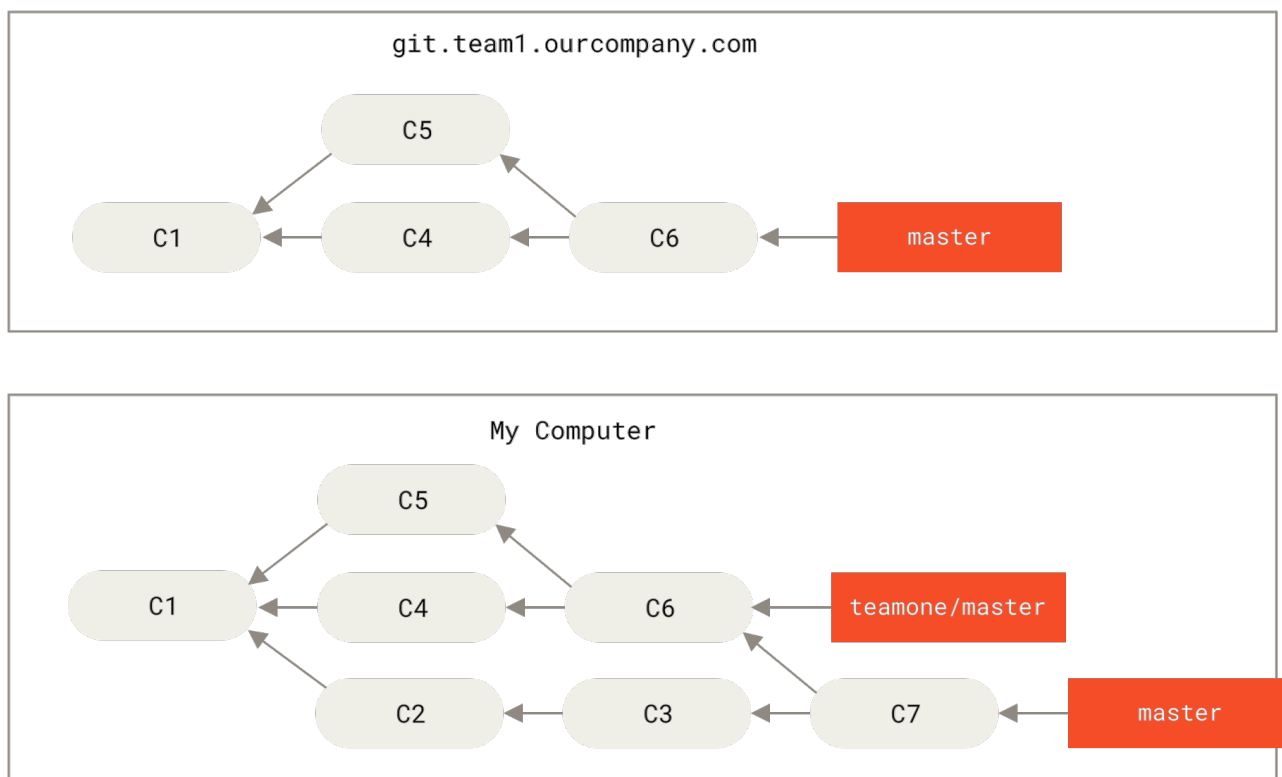 git.team1.ourcompany.com
C5
C1
C4
C6
master
My Computer
C5
C1
C4
C6
teamone/master
C2
C3
C7
master